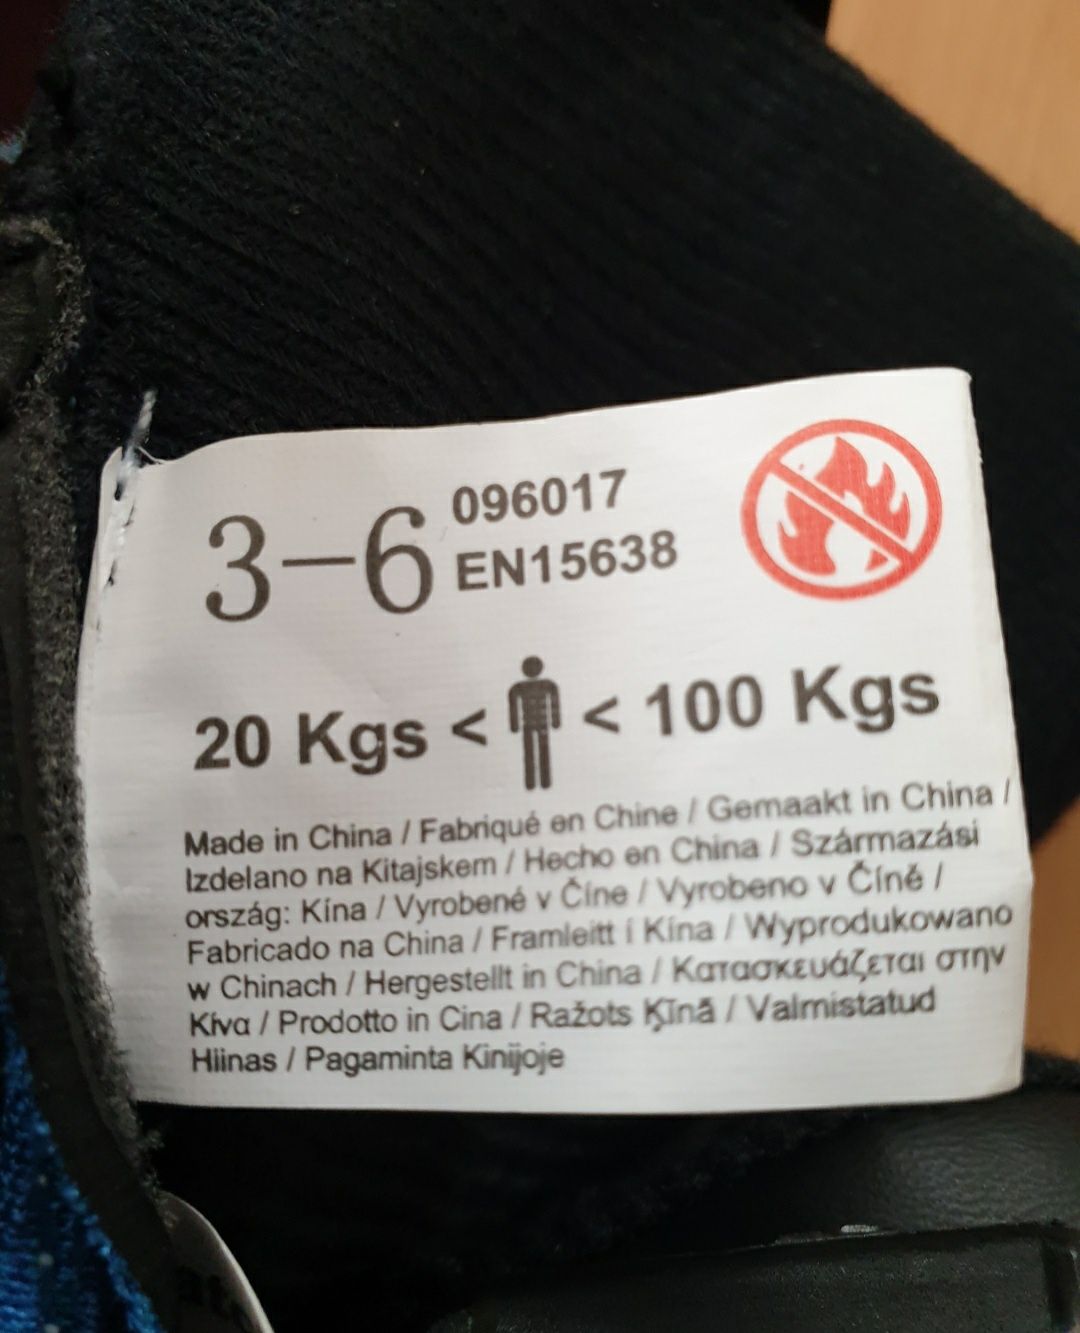 3-6 096017
EN15638
20 Kgs < < 100 Kgs
Made in China / Fabriqué en Chine / Gemaakt in China /
Izdelano na Kitajskem / Hecho en China / Származási
ország: Kína / Vyrobené v Číne / Vyrobeno v Číně /
Fabricado na China / Framleitt í Kína / Wyprodukowano
w Chinach / Hergestellt in China / Κατασκευάζεται στην
Κίνα / Prodotto in Cina / Ražots Ķīnā / Valmistatud
Hiinas / Pagaminta Kinijoje